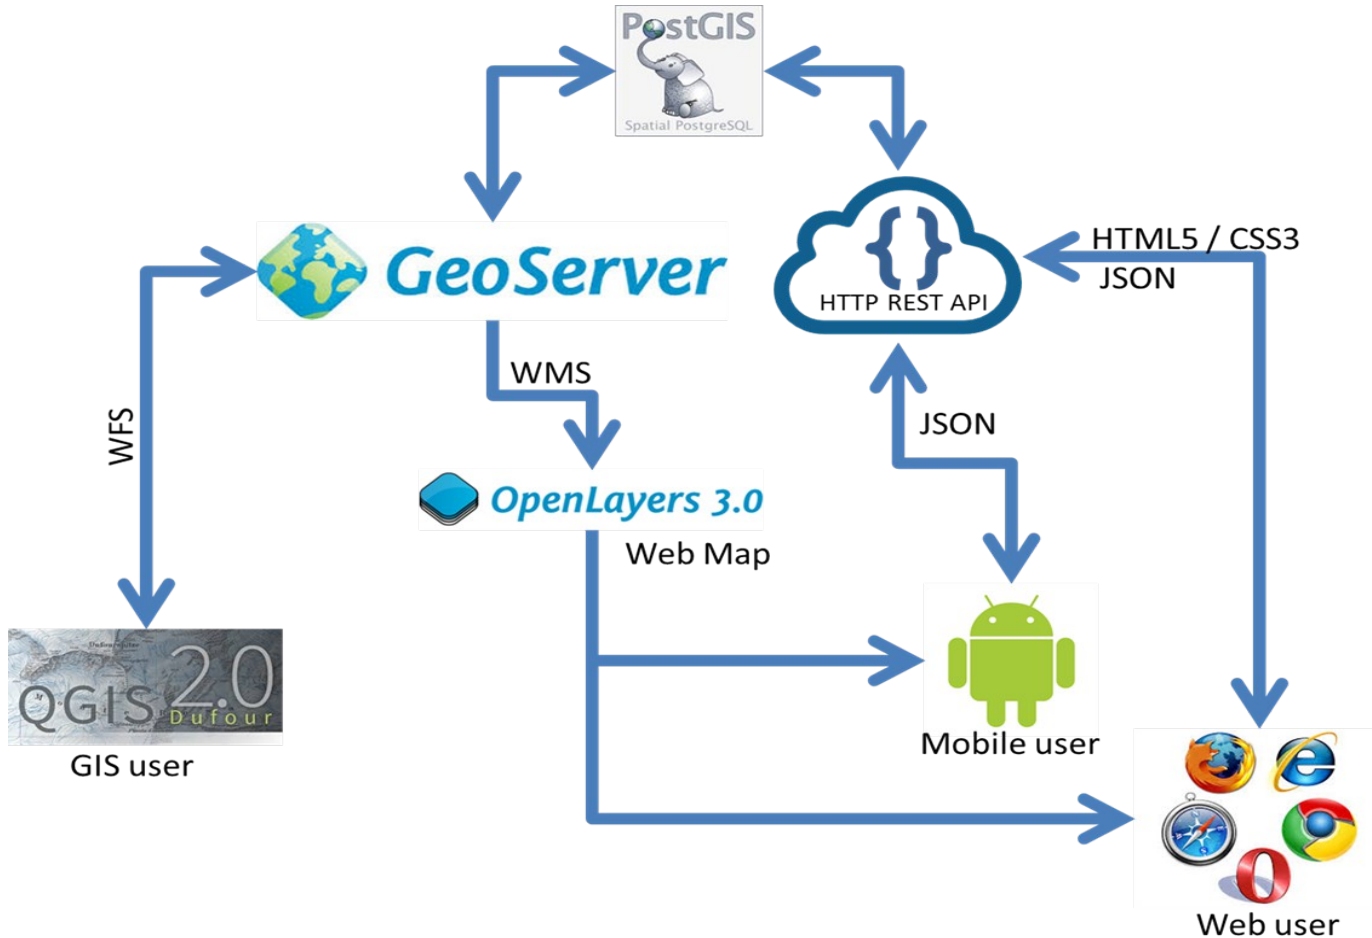 PostGIS
Spatial PostgreSQL
GeoServer
{}
HTTP REST API
HTML5 / CSS3
JSON
WMS
WFS
JSON
OpenLayers 3.0
Web Map
QGIS 2.0
Dufour
GIS user
Mobile user
Web user